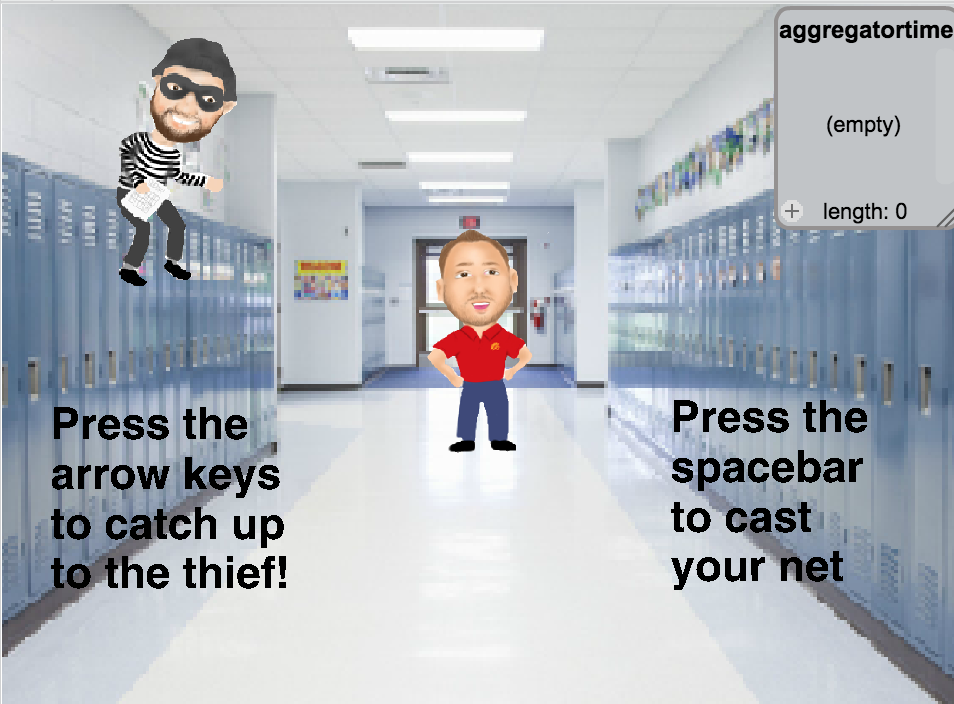 aggregatortime
(empty)
+ length: 0
Press the
arrow keys
to catch up
to the thief!
Press the
spacebar
to cast
your net